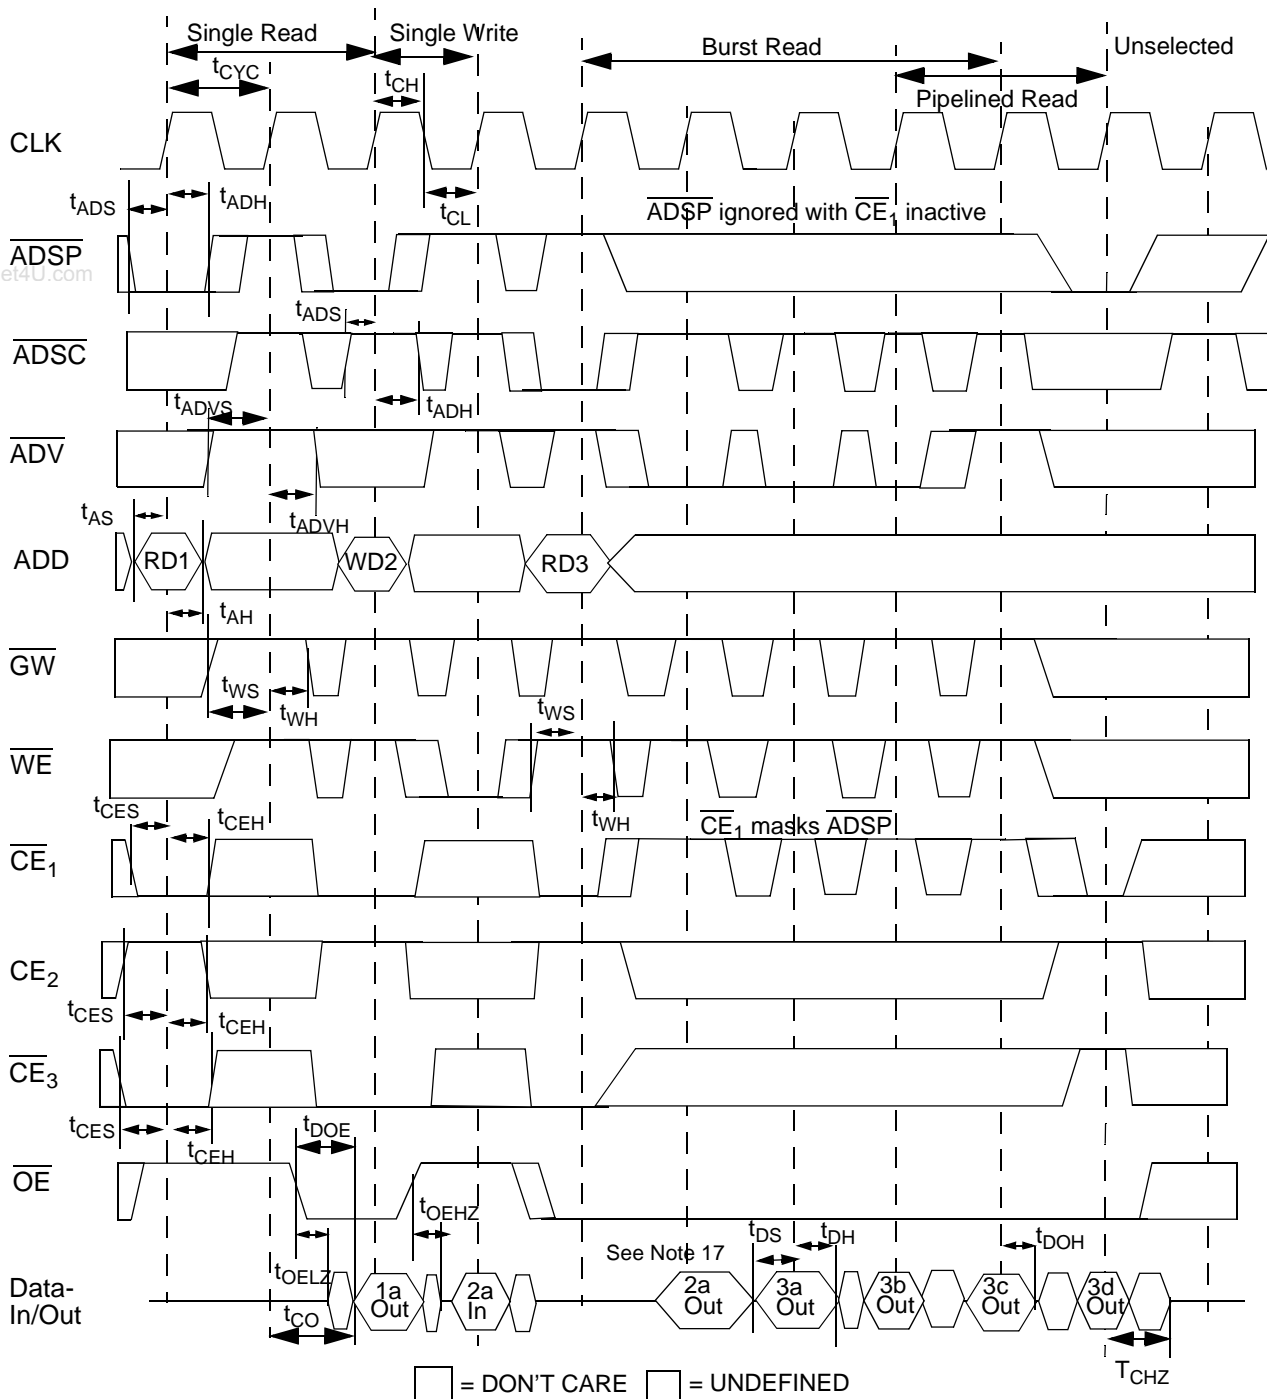 Single Read
Single Write
Burst Read
Unselected
tCYC
tCH
Pipelined Read
CLK
tADS
tADH
tCL
ADSP ignored with CE1 inactive
ADSP
et4U.com
tADS
ADSC
tADVS
tADH
ADV
tAS
tADVH
ADD
RD1
WD2
RD3
tAH
GW
tWS
tWH
tWS
WE
tCES
tCEH
tWH
CE1 masks ADSP
CE1
CE2
tCES
tCEH
CE3
tCES
tCEH
tDOE
OE
tOEHZ
tDS
tDH
tDOH
See Note 17
tOELZ
Data-
In/Out
1a
Out
2a
In
2a
Out
3a
Out
3b
Out
3c
Out
3d
Out
tCO
TCHZ
= DON'T CARE
= UNDEFINED